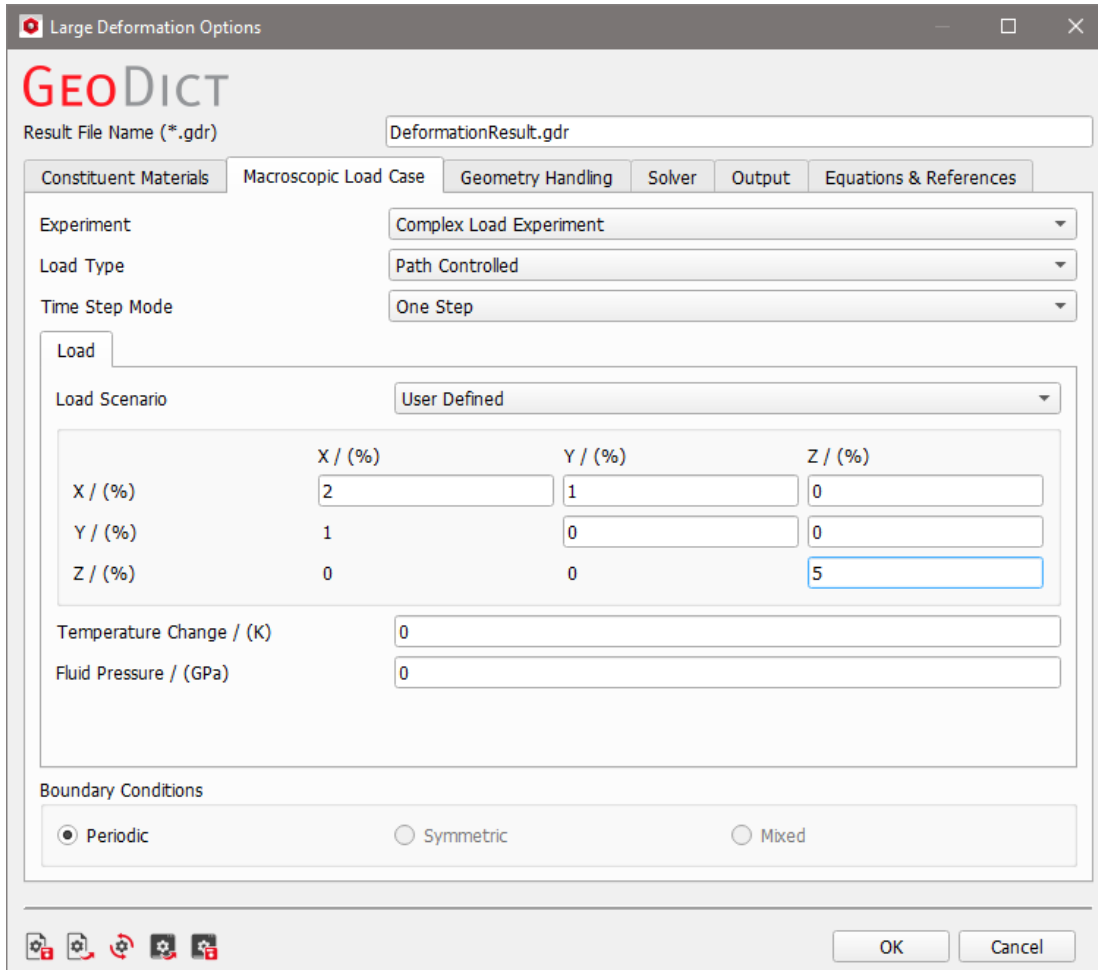 Large Deformation Options
GEODICT
Result File Name (*.gdr) DeformationResult.gdr
Constituent Materials Macroscopic Load Case Geometry Handling Solver Output Equations & References
Experiment Complex Load Experiment
Load Type Path Controlled
Time Step Mode One Step
Load
Load Scenario User Defined
X / (%) Y / (%) Z / (%)
X / (%) 2 1 0
Y / (%) 1 0 0
Z / (%) 0 0 5
Temperature Change / (K) 0
Fluid Pressure / (GPa) 0
Boundary Conditions
Periodic Symmetric Mixed
OK Cancel